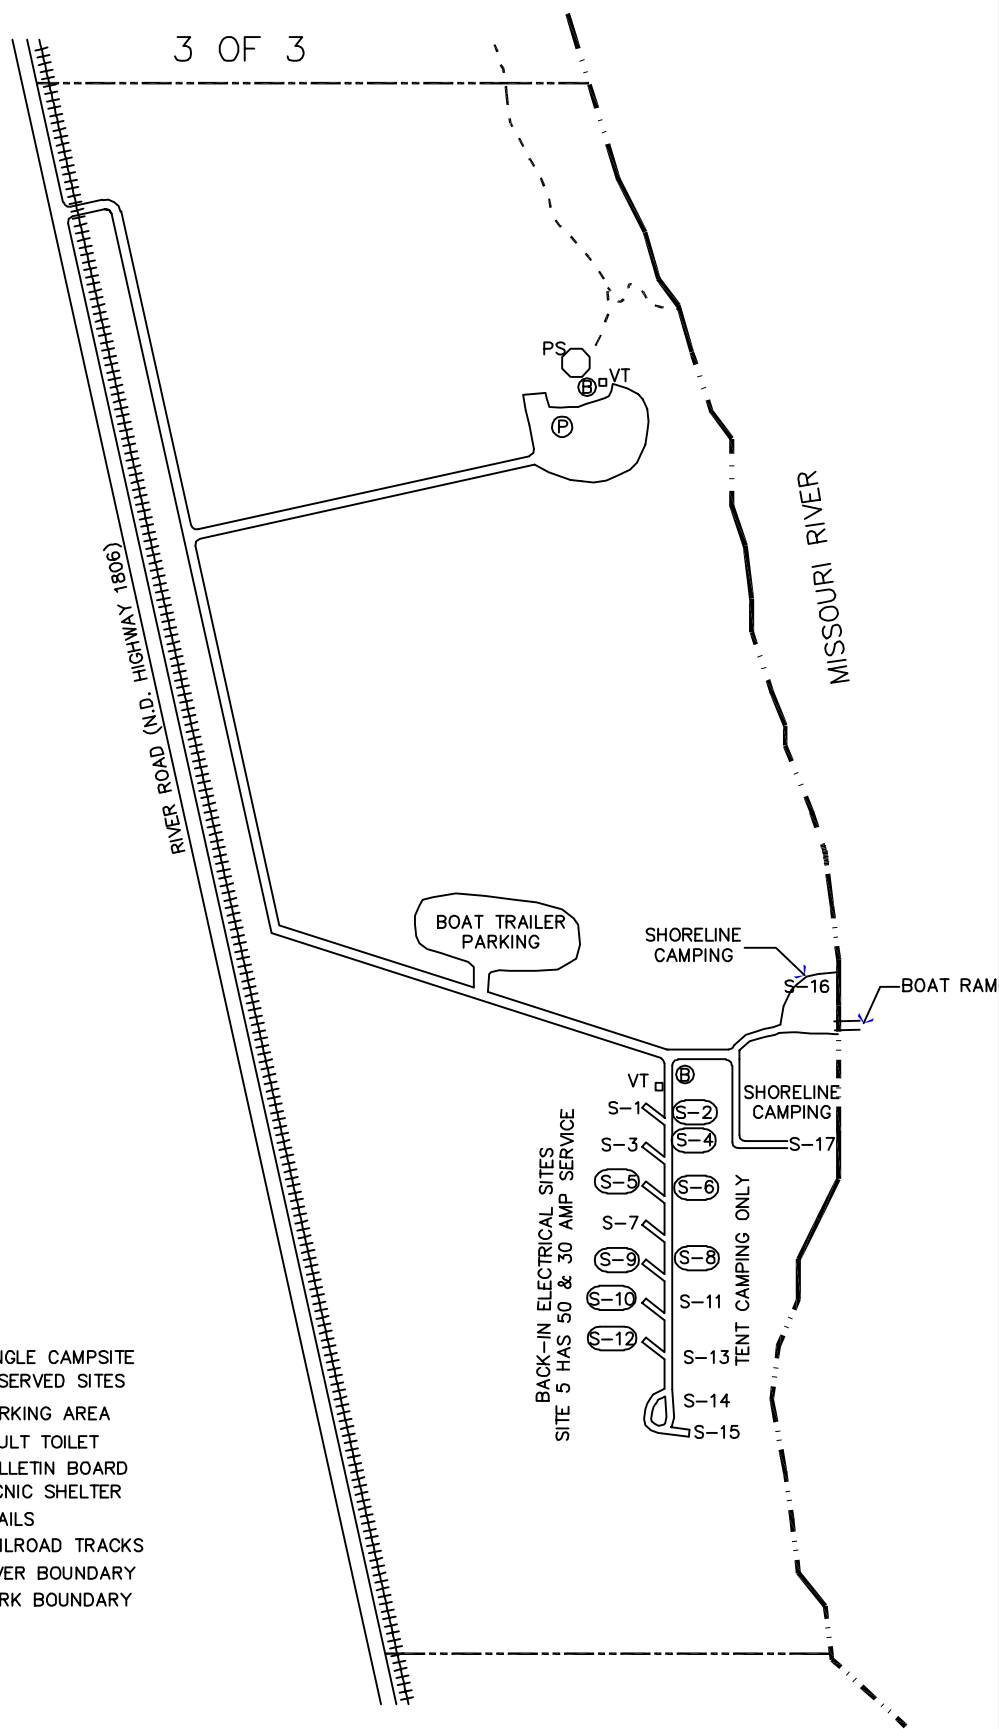 3 OF 3
PS
B
VT
P
MISSOURI RIVER
RIVER ROAD (N.D. HIGHWAY 1806)
BOAT TRAILER
PARKING
SHORELINE
CAMPING
S-16
BOAT RAM
VT
B
SHORELINE
CAMPING
S-17
S-1
S-2
S-3
S-4
S-5
S-6
S-7
S-9
S-8
S-10
S-11
S-12
S-13
S-14
S-15
BACK-IN ELECTRICAL SITES
SITE 5 HAS 50 & 30 AMP SERVICE
TENT CAMPING ONLY
NGLE CAMPSITE
SERVED SITES
RKING AREA
ULT TOILET
LLETIN BOARD
CNIC SHELTER
AILS
ILROAD TRACKS
VER BOUNDARY
RK BOUNDARY